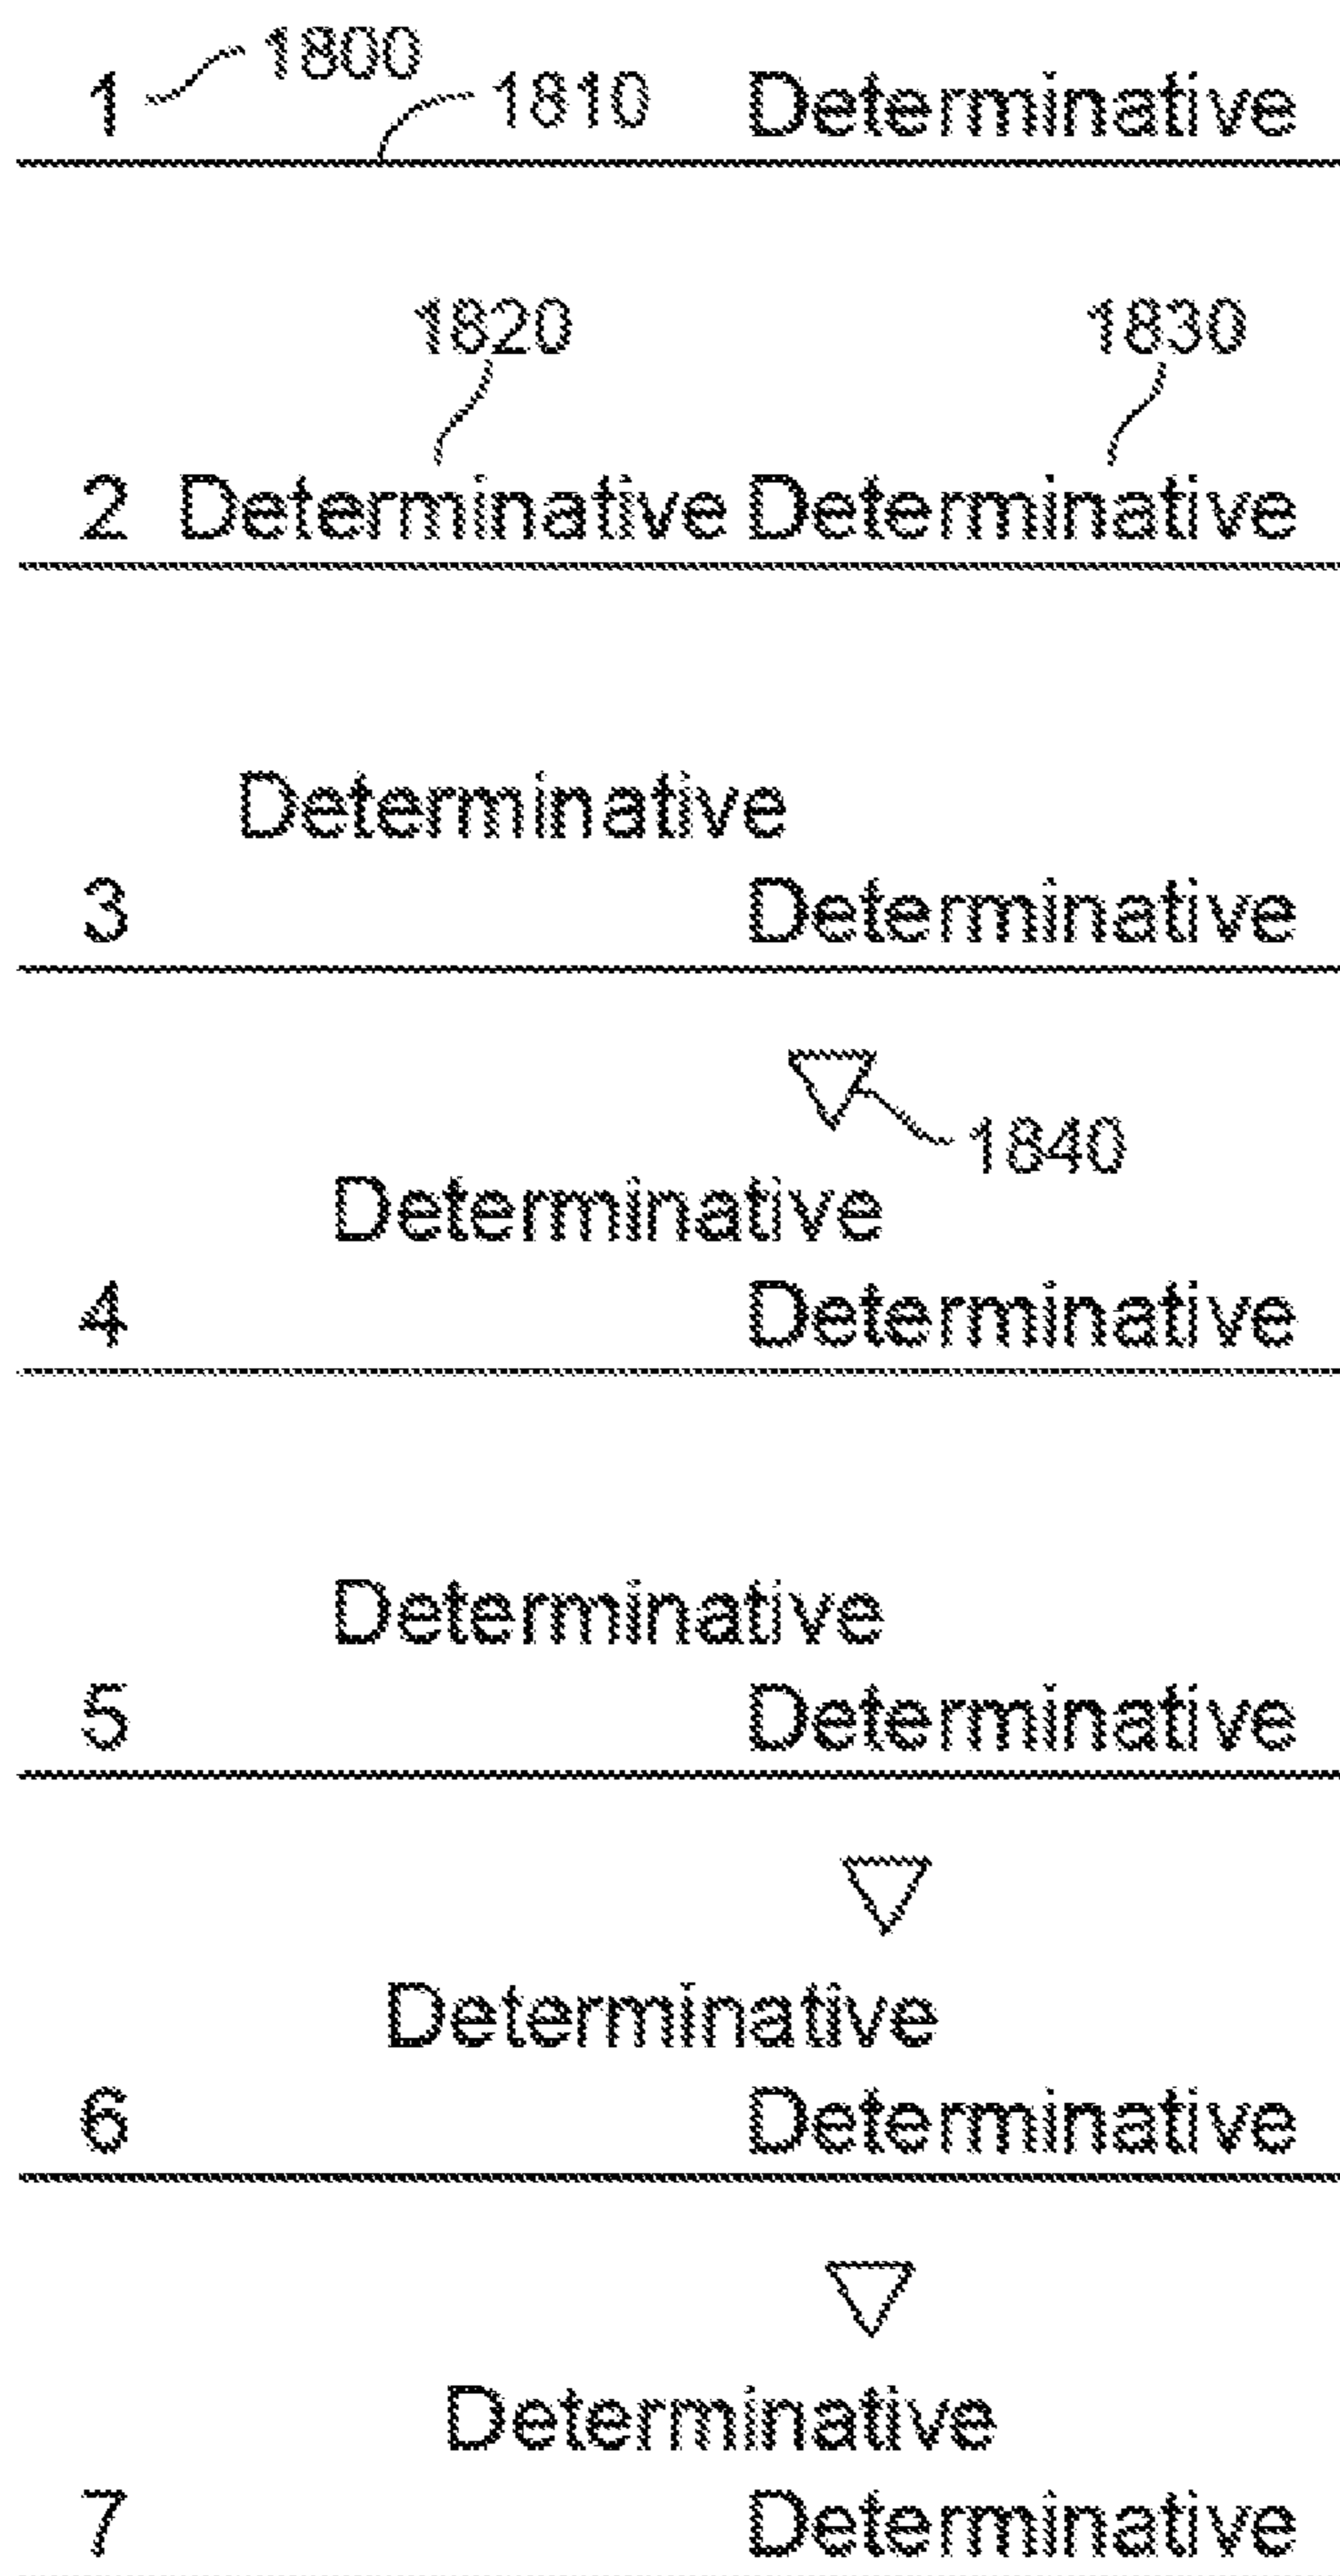 1 1800 1810 Determinative
1820 1830
2 Determinative Determinative
Determinative
3 Determinative
1840
Determinative
4 Determinative
Determinative
5 Determinative
Determinative
6 Determinative
Determinative
7 Determinative